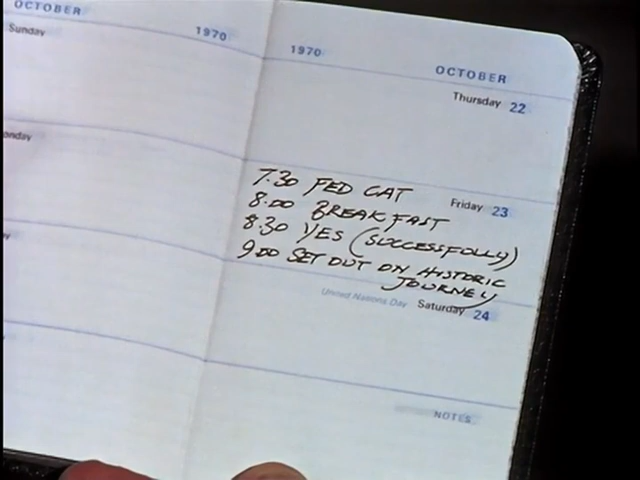 OCTOBER
1970
Sunday
onday
y
1970
OCTOBER
Thursday 22
Friday 23
7.30 FED CAT
8.00 BREAKFAST
8.30 YES (SUCCESSFULLY)
9.00 SET OUT ON HISTORIC
JOURNEY
United Nations Day Saturday 24
NOTES